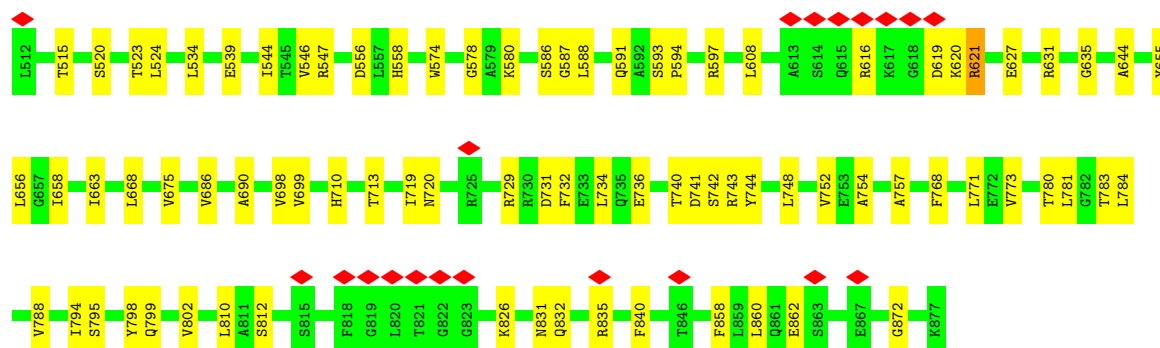 L512 T515 S520 T523 L524 L534 E539 I544 T545 V546 R547 D556 L557 H558 W574 G578 A579 K580 S586 G587 L588 Q591 A592 S593 P594 R597 L608 A613 S614 Q615 R616 K617 G618 D619 K620 R621 E627 R631 G635 A644
L656 G657 I658 I663 L668 V675 V686 A690 V698 V699 H710 T713 I719 N720 R725 R729 R730 D731 F732 E733 L734 Q735 E736 T740 D741 S742 R743 Y744 L748 V752 E753 A754 A757 F768 L771 E772 V773 T780 L781 G782 T783 L784
V788 I794 S795 Y798 Q799 V802 L810 A811 S812 S815 F818 G819 L820 T821 G822 G823 K826 N831 Q832 R835 F840 T846 F858 L859 L860 Q861 E862 S863 E867 G872 K877